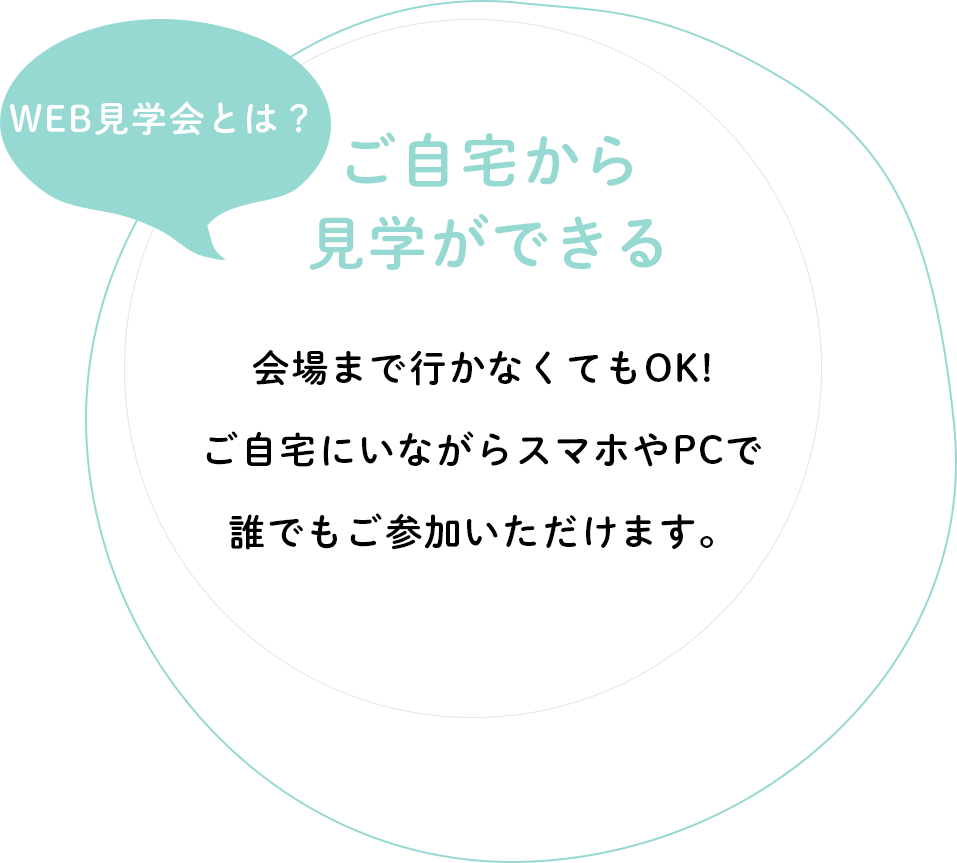 WEB見学会とは？
ご自宅から
見学ができる
会場まで行かなくてもOK!
ご自宅にいながらスマホやPCで
誰でもご参加いただけます。